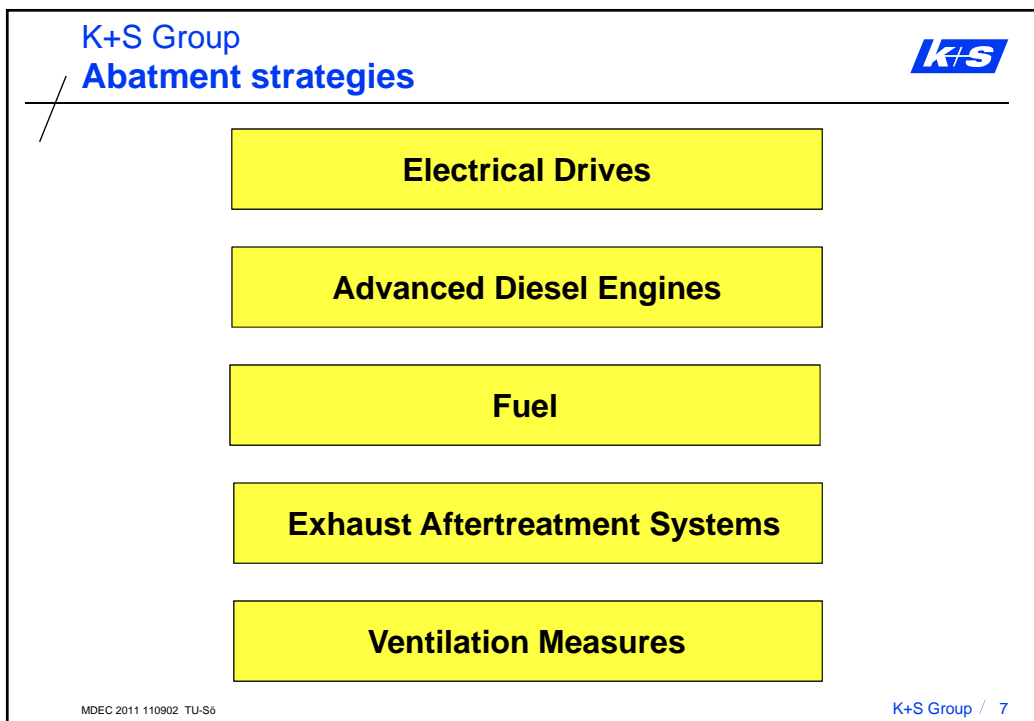 K+S Group
Abatment strategies
K+S
Electrical Drives
Advanced Diesel Engines
Fuel
Exhaust Aftertreatment Systems
Ventilation Measures
MDEC 2011 110902 TU-Sö
K+S Group / 7